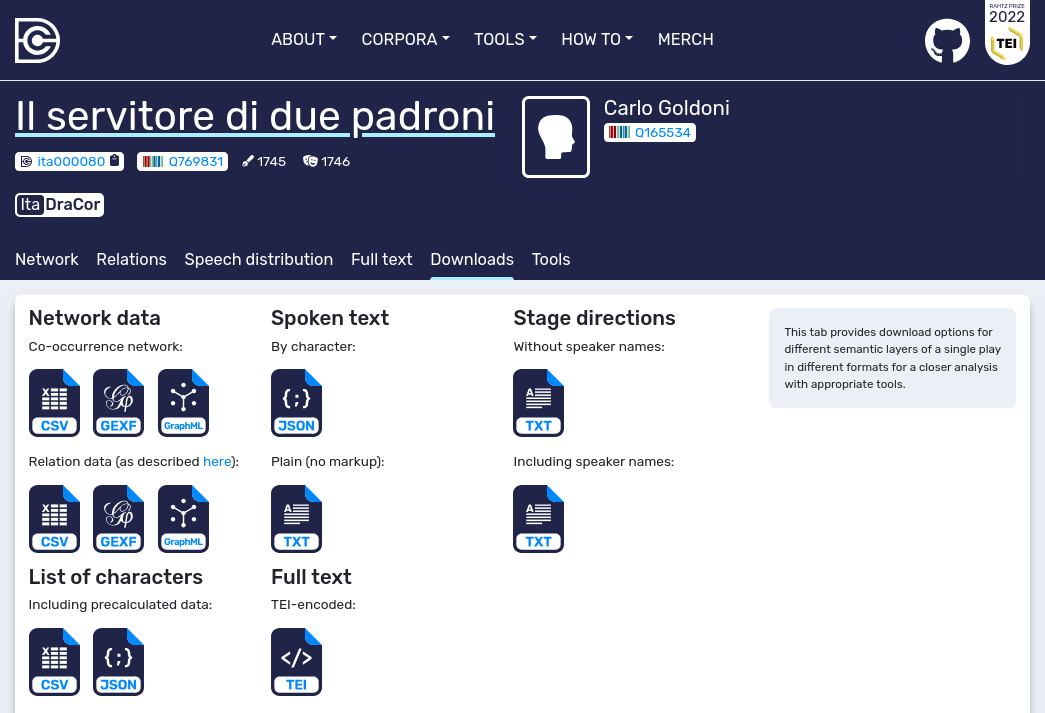 ABOUT CORPORA TOOLS HOW TO MERCH
RAHTZ PRIZE
2022
TEI
Il servitore di due padroni
Carlo Goldoni
Q165534
ita000080 Q769831 1745 1746
Ita DraCor
Network Relations Speech distribution Full text Downloads Tools
Network data
Co-occurrence network:
CSV GEXF GraphML
Relation data (as described here):
CSV GEXF GraphML
List of characters
Including precalculated data:
CSV JSON
Spoken text
By character:
JSON
Plain (no markup):
TXT
Full text
TEI-encoded:
TEI
Stage directions
Without speaker names:
TXT
Including speaker names:
TXT
This tab provides download options for
different semantic layers of a single play
in different formats for a closer analysis
with appropriate tools.